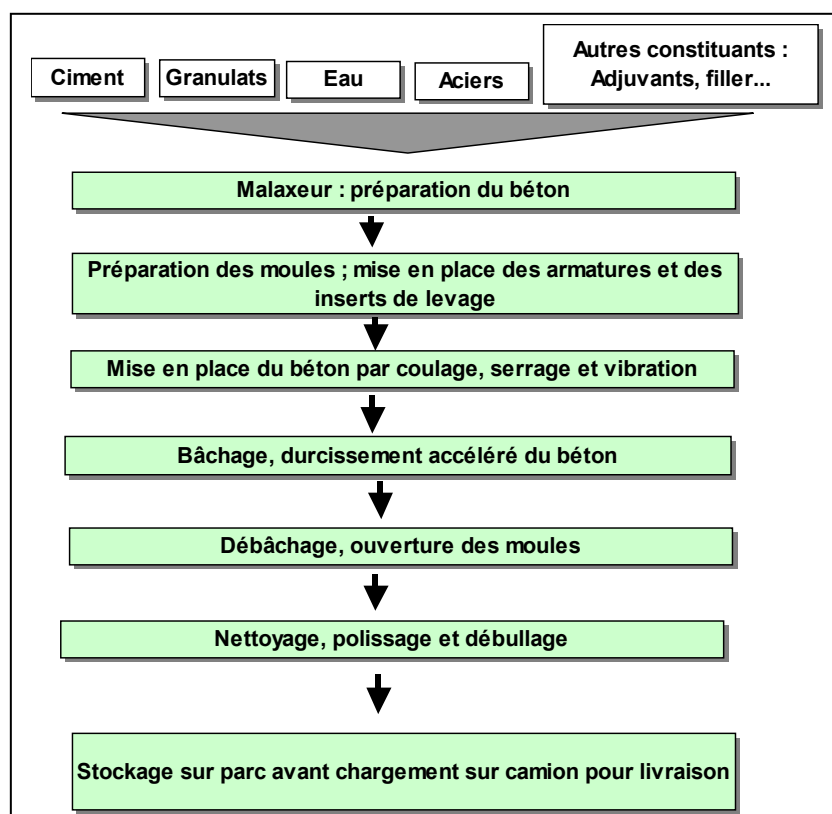 Ciment
Granulats
Eau
Aciers
Autres constituants :
Adjuvants, filler...
Malaxeur : préparation du béton
Préparation des moules ; mise en place des armatures et des
inserts de levage
Mise en place du béton par coulage, serrage et vibration
Bâchage, durcissement accéléré du béton
Débâchage, ouverture des moules
Nettoyage, polissage et débullage
Stockage sur parc avant chargement sur camion pour livraison